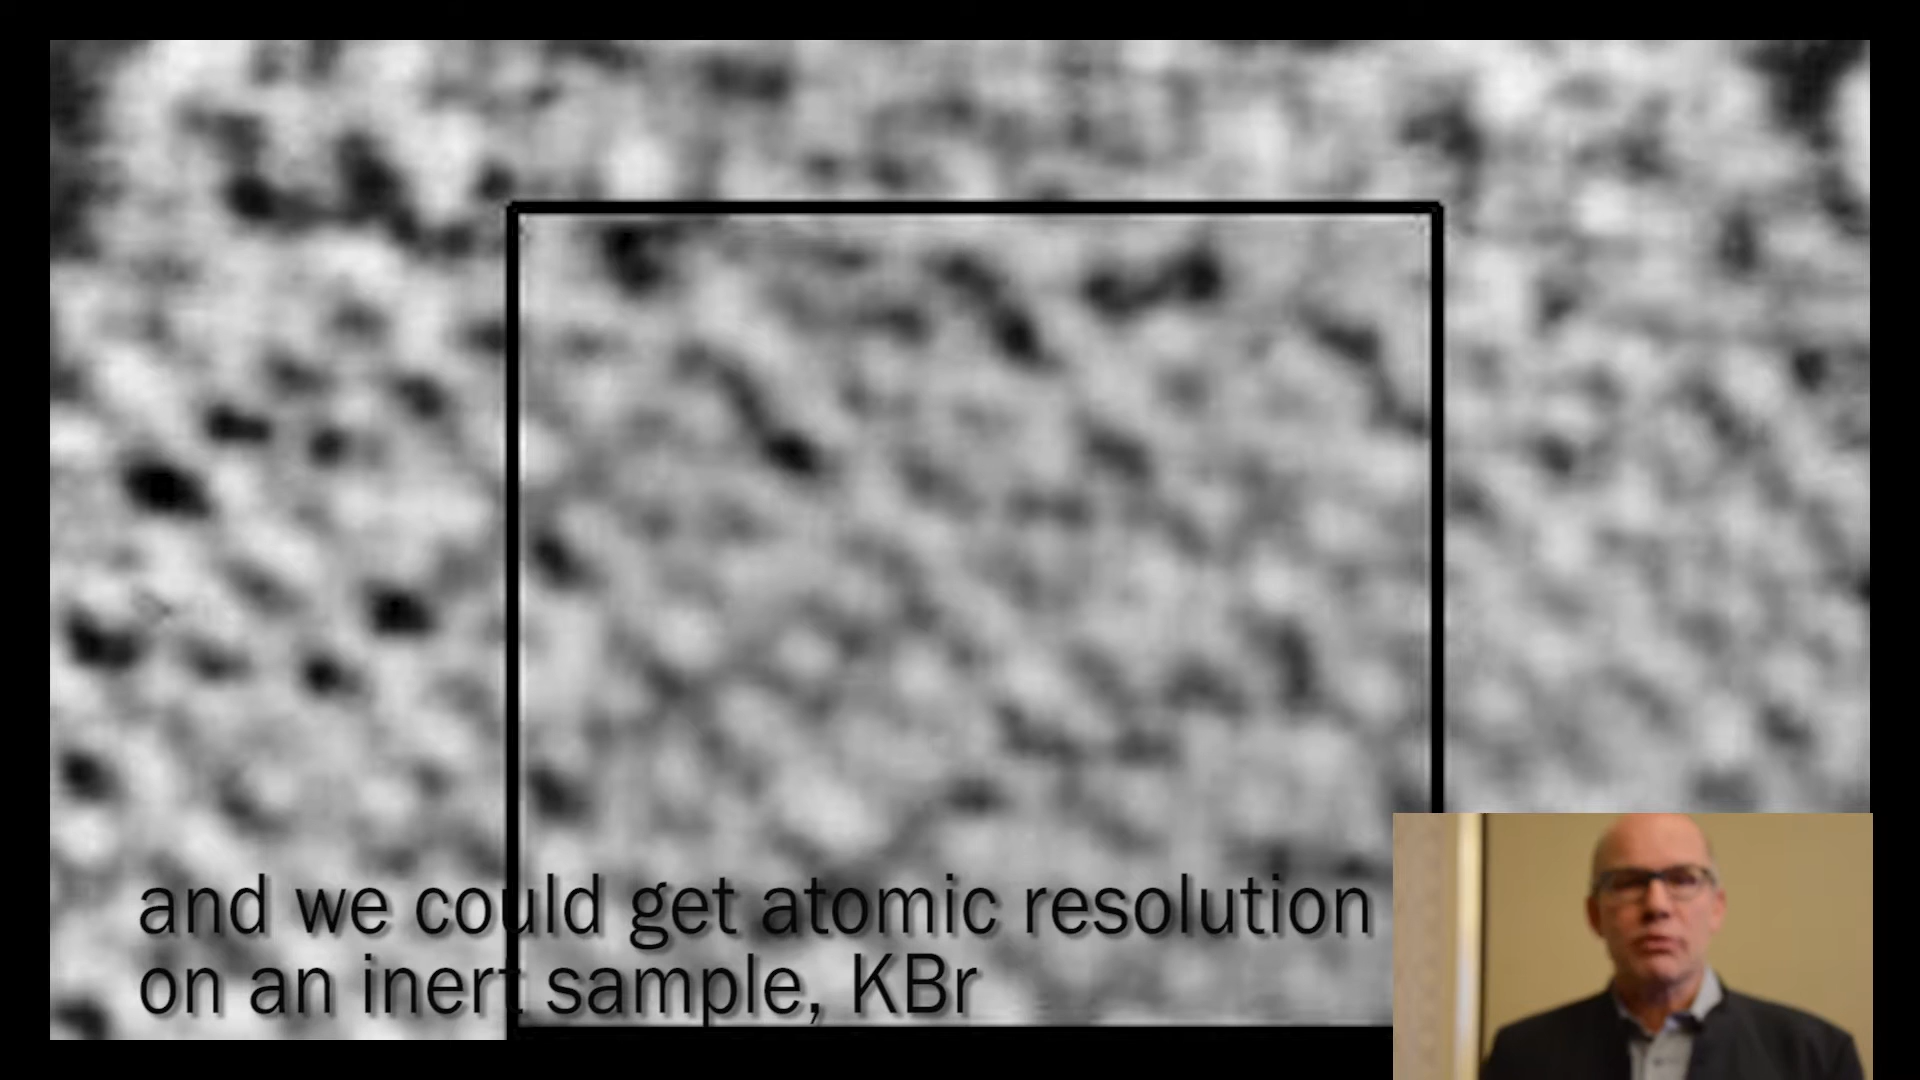 and we could get atomic resolution
on an inert sample, KBr